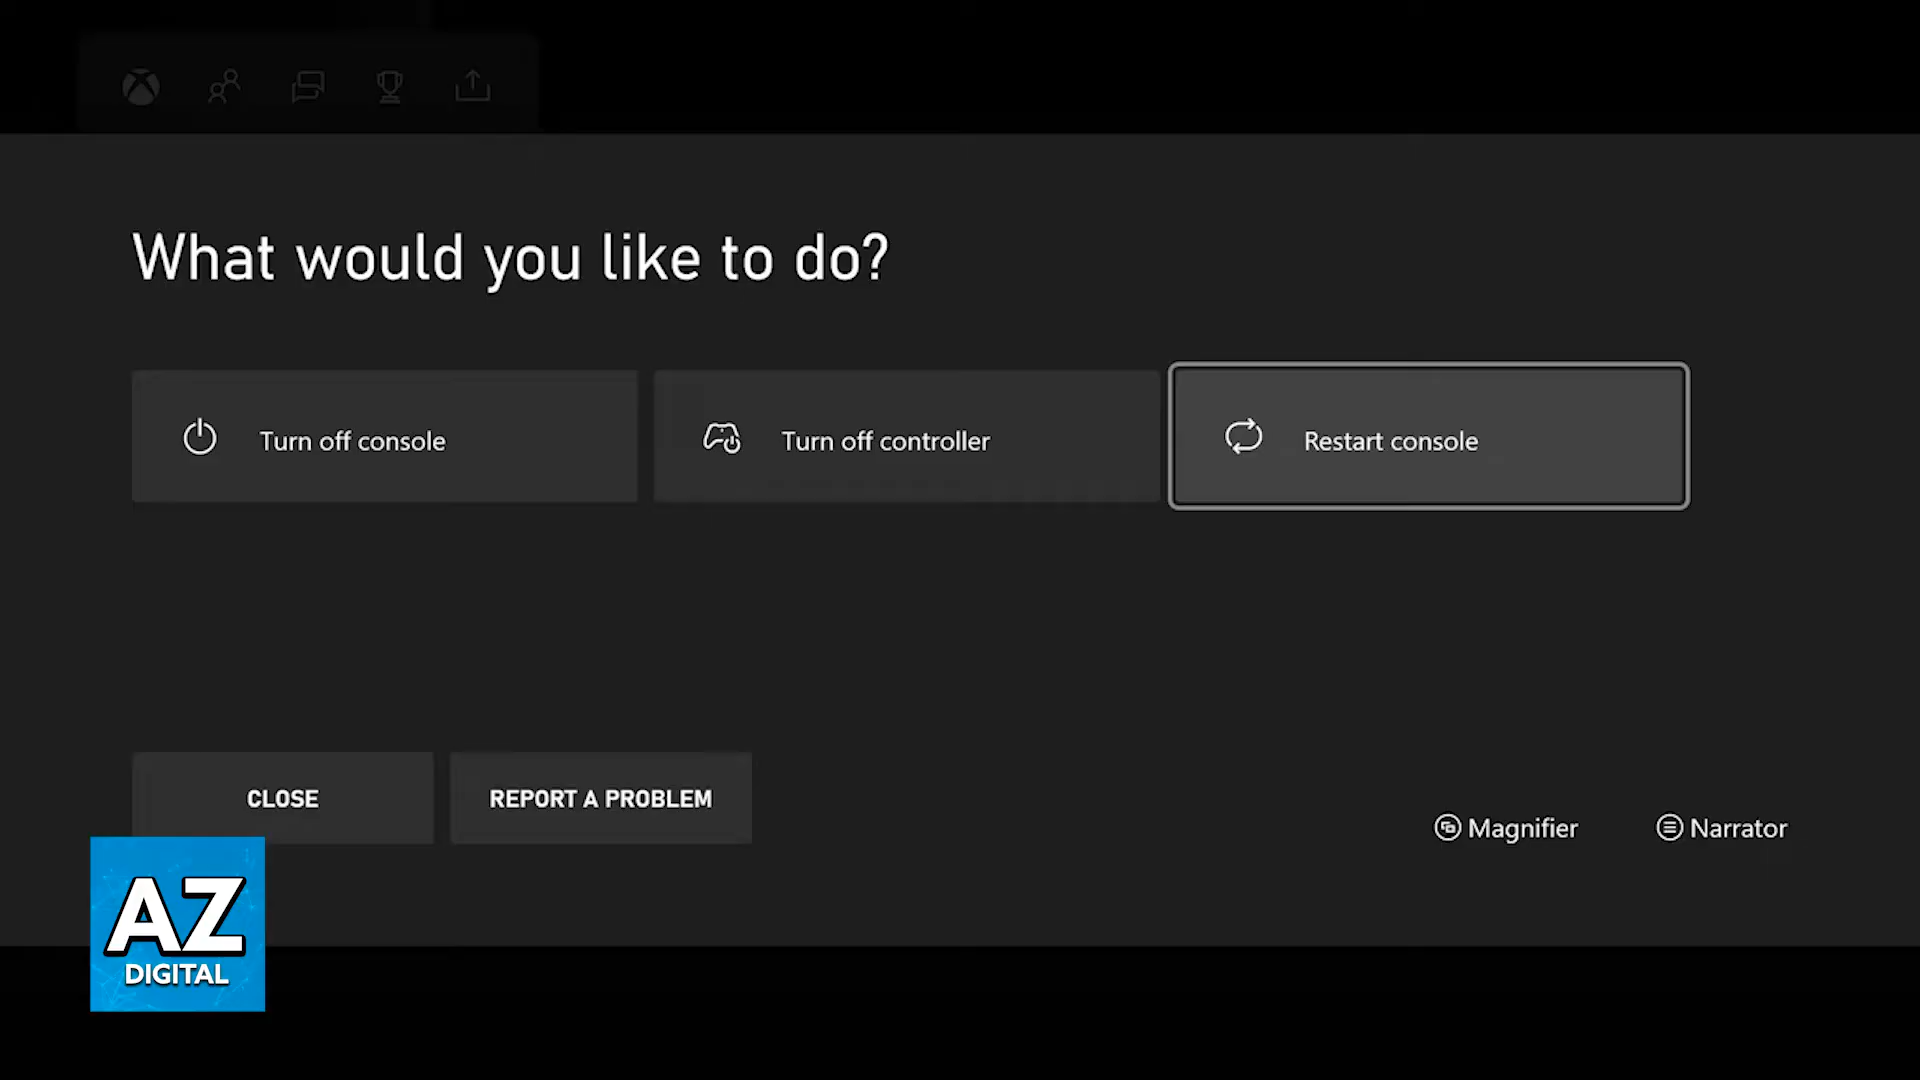 What would you like to do?
Turn off console
Turn off controller
Restart console
CLOSE
REPORT A PROBLEM
Magnifier
Narrator
AZ
DIGITAL